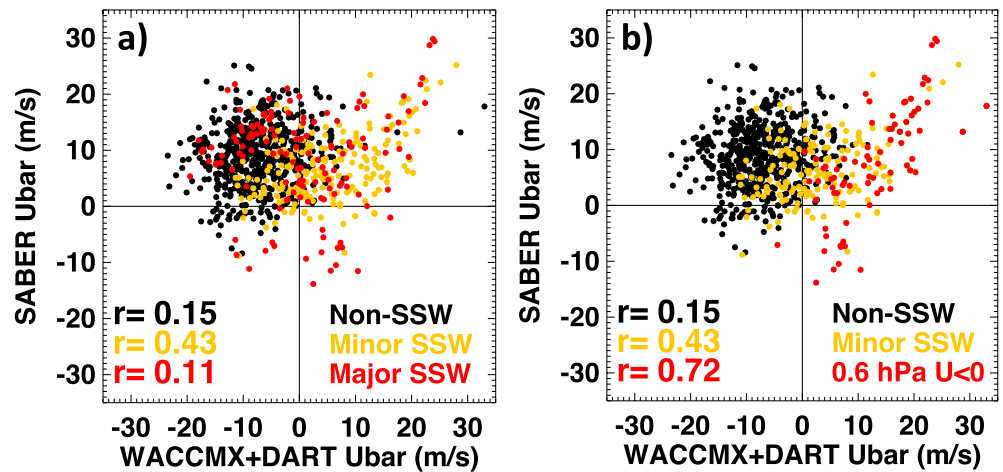 a)
30
20
10
0
-10
-20
-30
SABER Ubar (m/s)
r= 0.15 Non-SSW
r= 0.43 Minor SSW
r= 0.11 Major SSW
-30 -20 -10 0 10 20 30
WACCMX+DART Ubar (m/s)
b)
30
20
10
0
-10
-20
-30
SABER Ubar (m/s)
r= 0.15 Non-SSW
r= 0.43 Minor SSW
r= 0.72 0.6 hPa U<0
-30 -20 -10 0 10 20 30
WACCMX+DART Ubar (m/s)